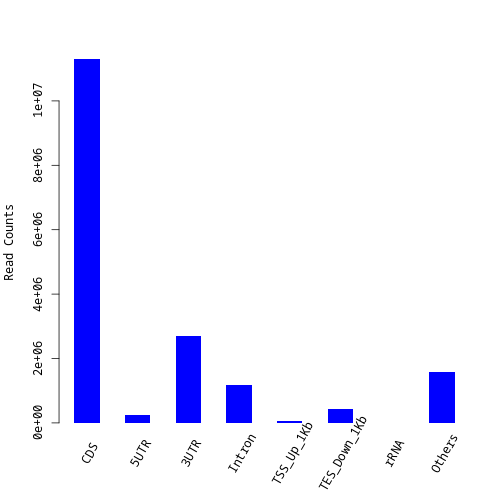 Read Counts
1e+07
8e+06
6e+06
4e+06
2e+06
0e+00
CDS
5UTR
3UTR
Intron
TSS_Up_1Kb
TES_Down_1Kb
rRNA
Others